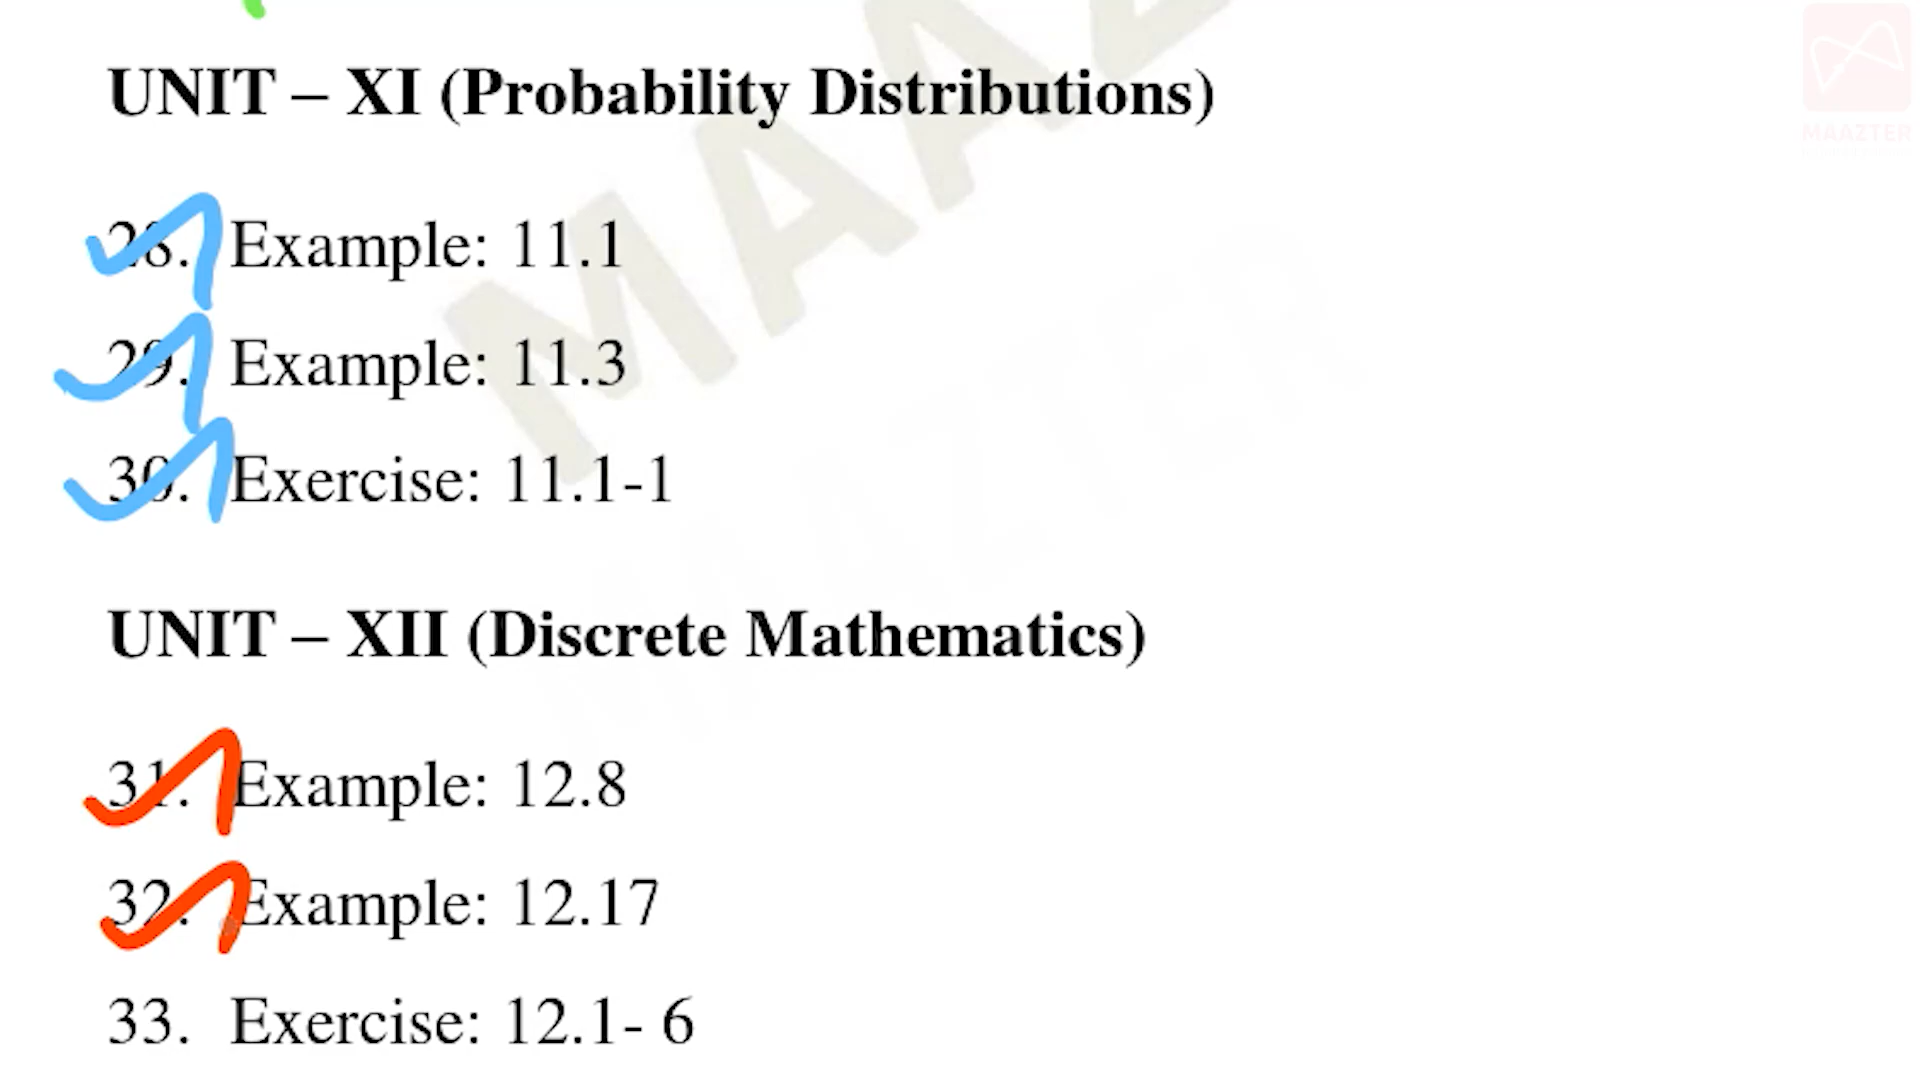 MAAZTER
UNIT – XI (Probability Distributions)
28. Example: 11.1
29. Example: 11.3
30. Exercise: 11.1-1
UNIT – XII (Discrete Mathematics)
31. Example: 12.8
32. Example: 12.17
33. Exercise: 12.1- 6